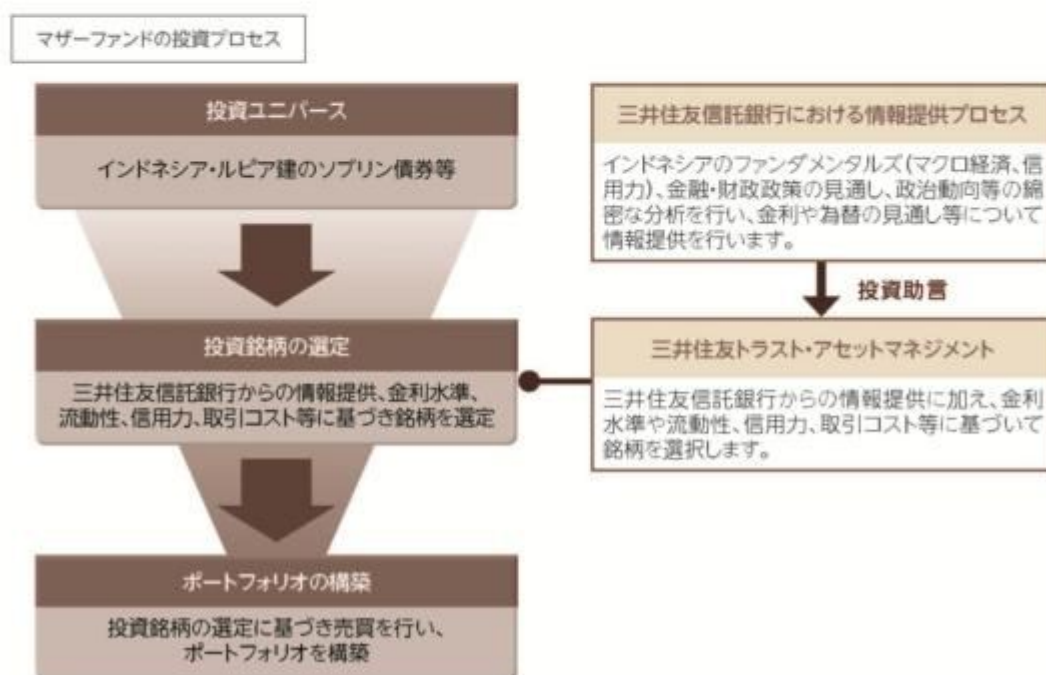 マザーファンドの投資プロセス
投資ユニバース
インドネシア・ルピア建のソブリン債券等
投資銘柄の選定
三井住友信託銀行からの情報提供、金利水準、
流動性、信用力、取引コスト等に基づき銘柄を選定
ポートフォリオの構築
投資銘柄の選定に基づき売買を行い、
ポートフォリオを構築
三井住友信託銀行における情報提供プロセス
インドネシアのファンダメンタルズ(マクロ経済、信
用力)、金融・財政政策の見通し、政治動向等の綿
密な分析を行い、金利や為替の見通し等について
情報提供を行います。
投資助言
三井住友トラスト・アセットマネジメント
三井住友信託銀行からの情報提供に加え、金利
水準や流動性、信用力、取引コスト等に基づいて
銘柄を選択します。